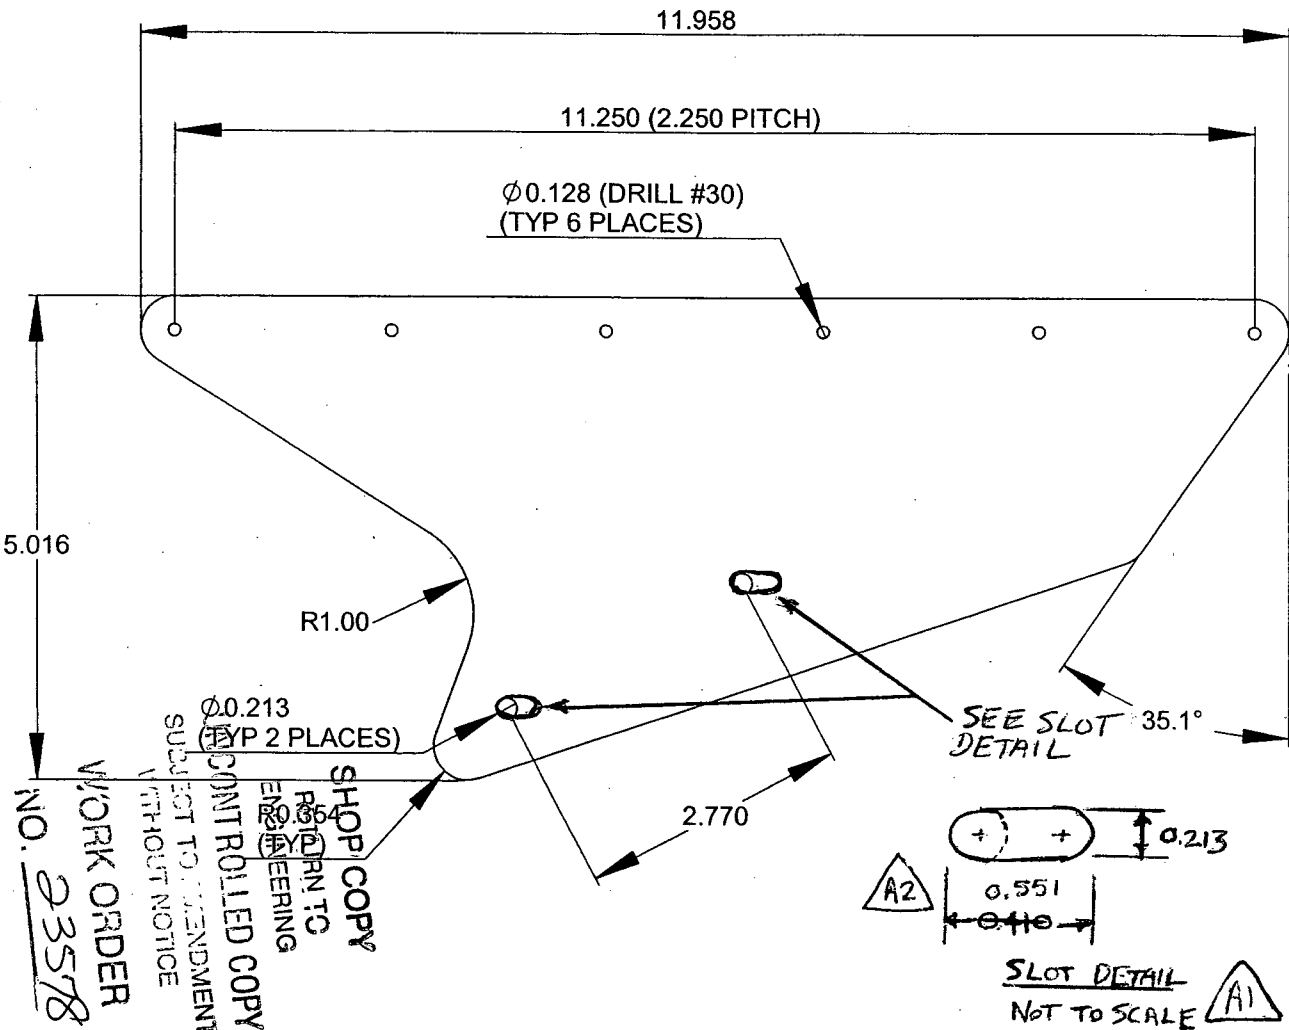 11.958
11.250 (2.250 PITCH)
∅0.128 (DRILL #30)
(TYP 6 PLACES)
5.016
R1.00
∅0.213
(TYP 2 PLACES)
R0.354
(TYP)
2.770
35.1°
SEE SLOT
DETAIL
0.213
A2
0.551
0.410
SLOT DETAIL
NOT TO SCALE
A1
SHOP COPY
RETURN TO
ENGINEERING
UNCONTROLLED COPY
SUBJECT TO AMENDMENT
WITHOUT NOTICE
WORK ORDER
NO. 23578